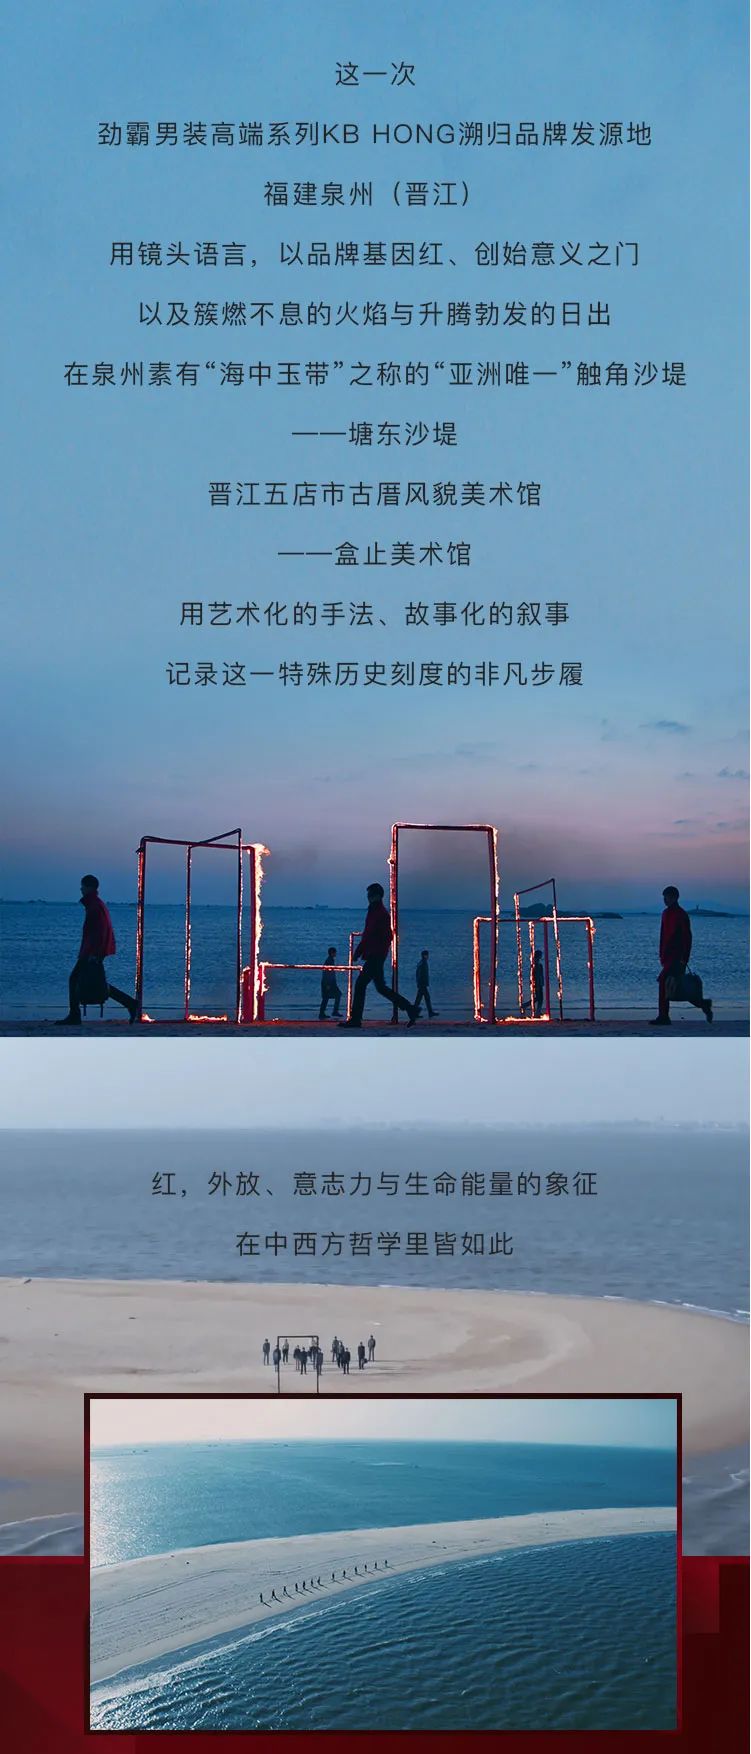 这一次
劲霸男装高端系列KB HONG溯归品牌发源地
福建泉州（晋江）
用镜头语言，以品牌基因红、创始意义之门
以及簇燃不息的火焰与升腾勃发的日出
在泉州素有“海中玉带”之称的“亚洲唯一”触角沙堤
——塘东沙堤
晋江五店市古厝风貌美术馆
——盒止美术馆
用艺术化的手法、故事化的叙事
记录这一特殊历史刻度的非凡步履
红，外放、意志力与生命能量的象征
在中西方哲学里皆如此